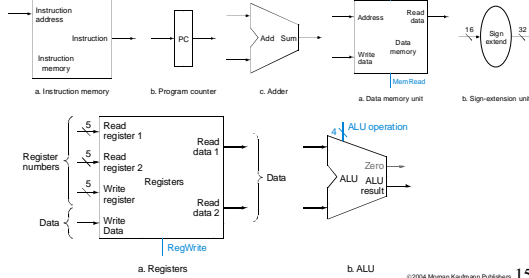 Instruction address
Instruction
Instruction memory
a. Instruction memory
PC
b. Program counter
Add Sum
c. Adder
Address
Read data
Data memory
Write data
MemRead
a. Data memory unit
16
Sign extend
32
b. Sign-extension unit
Register numbers
5
Read register 1
5
Read register 2
5
Write register
Data
Write Data
Registers
Read data 1
Read data 2
Data
RegWrite
a. Registers
4
ALU operation
Zero
ALU
ALU result
b. ALU
©2004 Morgan Kaufmann Publishers 15